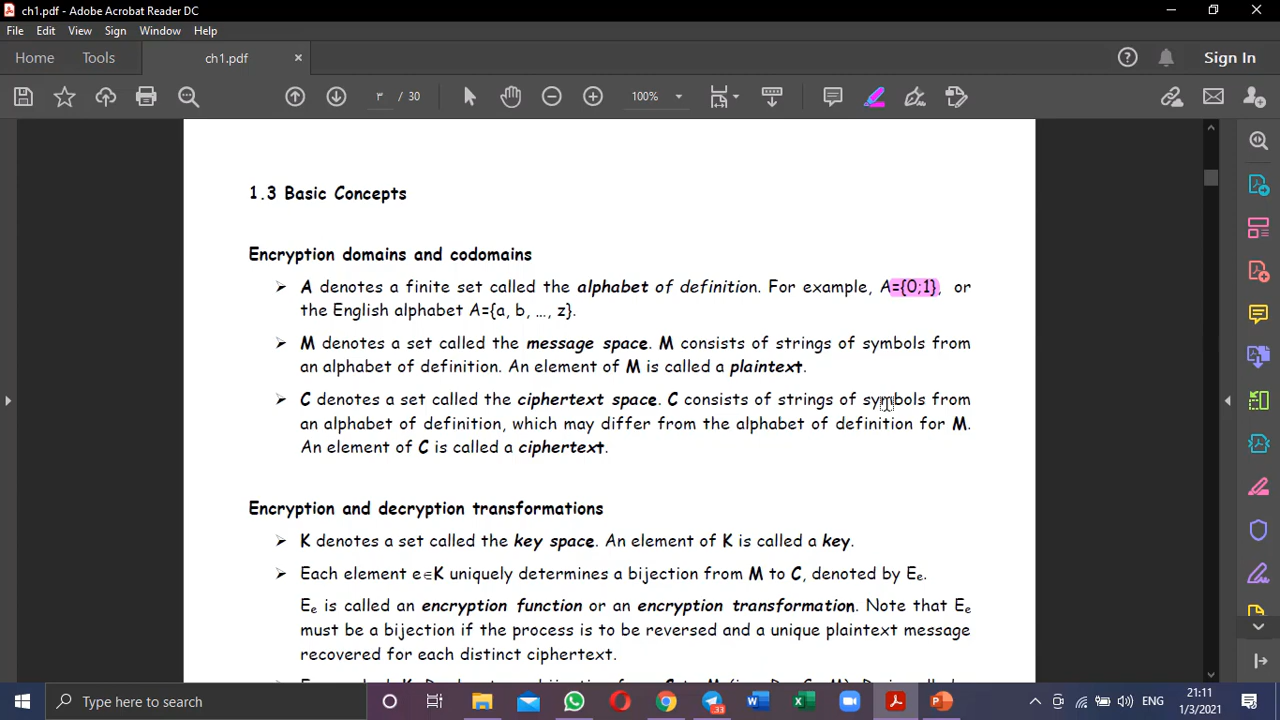 ch1.pdf - Adobe Acrobat Reader DC
File Edit View Sign Window Help
Home Tools ch1.pdf × Sign In
٣ / 30 100%
1.3 Basic Concepts
Encryption domains and codomains
➢ A denotes a finite set called the alphabet of definition. For example, A={0;1}, or
the English alphabet A={a, b, …, z}.
➢ M denotes a set called the message space. M consists of strings of symbols from
an alphabet of definition. An element of M is called a plaintext.
➢ C denotes a set called the ciphertext space. C consists of strings of symbols from
an alphabet of definition, which may differ from the alphabet of definition for M.
An element of C is called a ciphertext.
Encryption and decryption transformations
➢ K denotes a set called the key space. An element of K is called a key.
➢ Each element e∈K uniquely determines a bijection from M to C, denoted by Eₑ.
Eₑ is called an encryption function or an encryption transformation. Note that Eₑ
must be a bijection if the process is to be reversed and a unique plaintext message
recovered for each distinct ciphertext.
Type here to search
33
ENG
21:11
1/3/2021